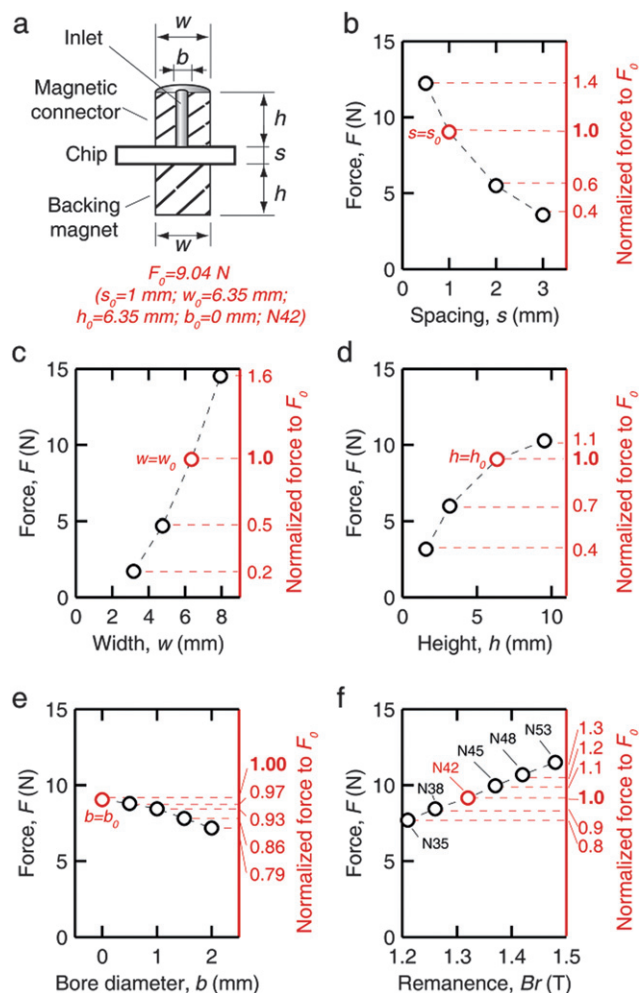 a
w
Inlet
b
Magnetic
connector
h
Chip
s
Backing
magnet
h
w
F0=9.04 N
(s0=1 mm; w0=6.35 mm;
h0=6.35 mm; b0=0 mm; N42)
b
15
10
5
0
Force, F (N)
s=s0
1.4
1.0
0.6
0.4
Normalized force to F0
0 1 2 3
Spacing, s (mm)
c
15
10
5
0
Force, F (N)
w=w0
1.6
1.0
0.5
0.2
Normalized force to F0
0 2 4 6 8
Width, w (mm)
d
15
10
5
0
Force, F (N)
h=h0
1.1
1.0
0.7
0.4
Normalized force to F0
0 5 10
Height, h (mm)
e
15
10
5
0
Force, F (N)
b=b0
1.00
0.97
0.93
0.86
0.79
Normalized force to F0
0 1 2
Bore diameter, b (mm)
f
15
10
5
0
Force, F (N)
N53
N48
N45
N42
N38
N35
1.3
1.2
1.1
1.0
0.9
0.8
Normalized force to F0
1.2 1.3 1.4 1.5
Remanence, Br (T)